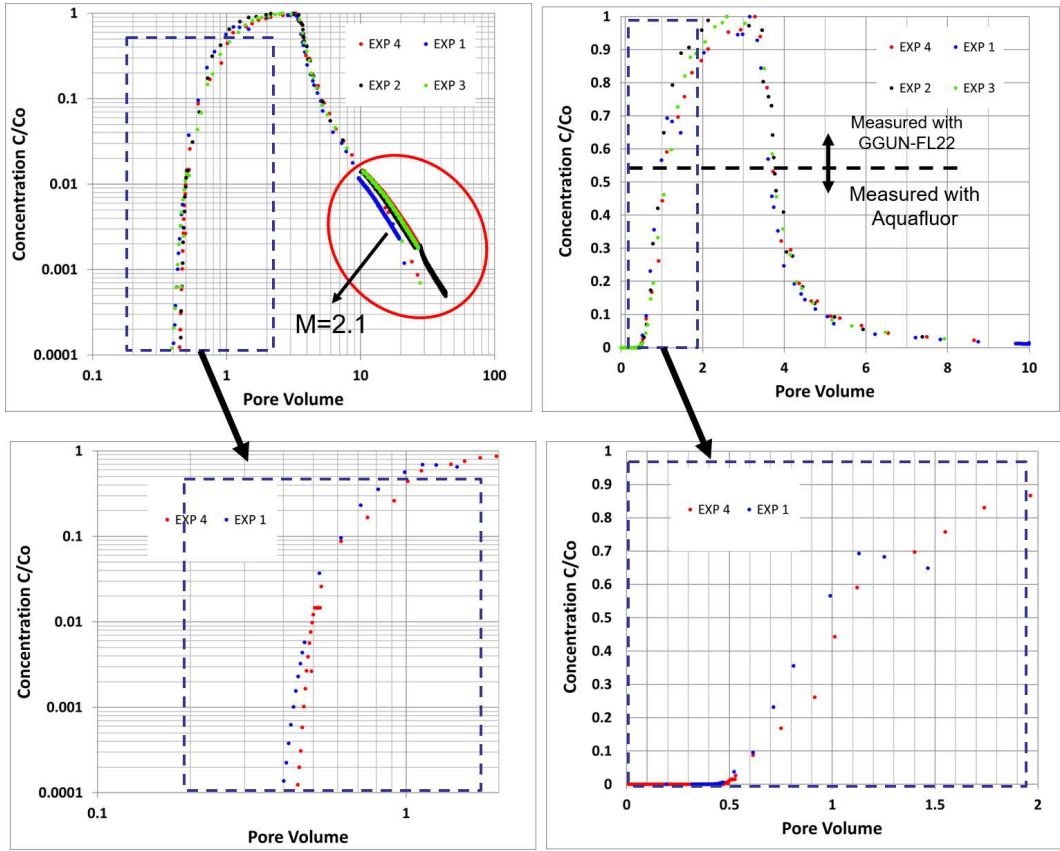 Concentration C/Co
1
0.1
0.01
0.001
0.0001
EXP 4 EXP 1
EXP 2 EXP 3
M=2.1
0.1 1 10 100
Pore Volume
Concentration C/Co
1
0.9
0.8
0.7
0.6
0.5
0.4
0.3
0.2
0.1
0
EXP 4 EXP 1
EXP 2 EXP 3
Measured with
GGUN-FL22
Measured with
Aquafluor
0 2 4 6 8 10
Pore Volume
Concentration C/Co
1
0.1
0.01
0.001
0.0001
EXP 4 EXP 1
0.1 1
Pore Volume
Concentration C/Co
1
0.9
0.8
0.7
0.6
0.5
0.4
0.3
0.2
0.1
0
EXP 4 EXP 1
0 0.5 1 1.5 2
Pore Volume